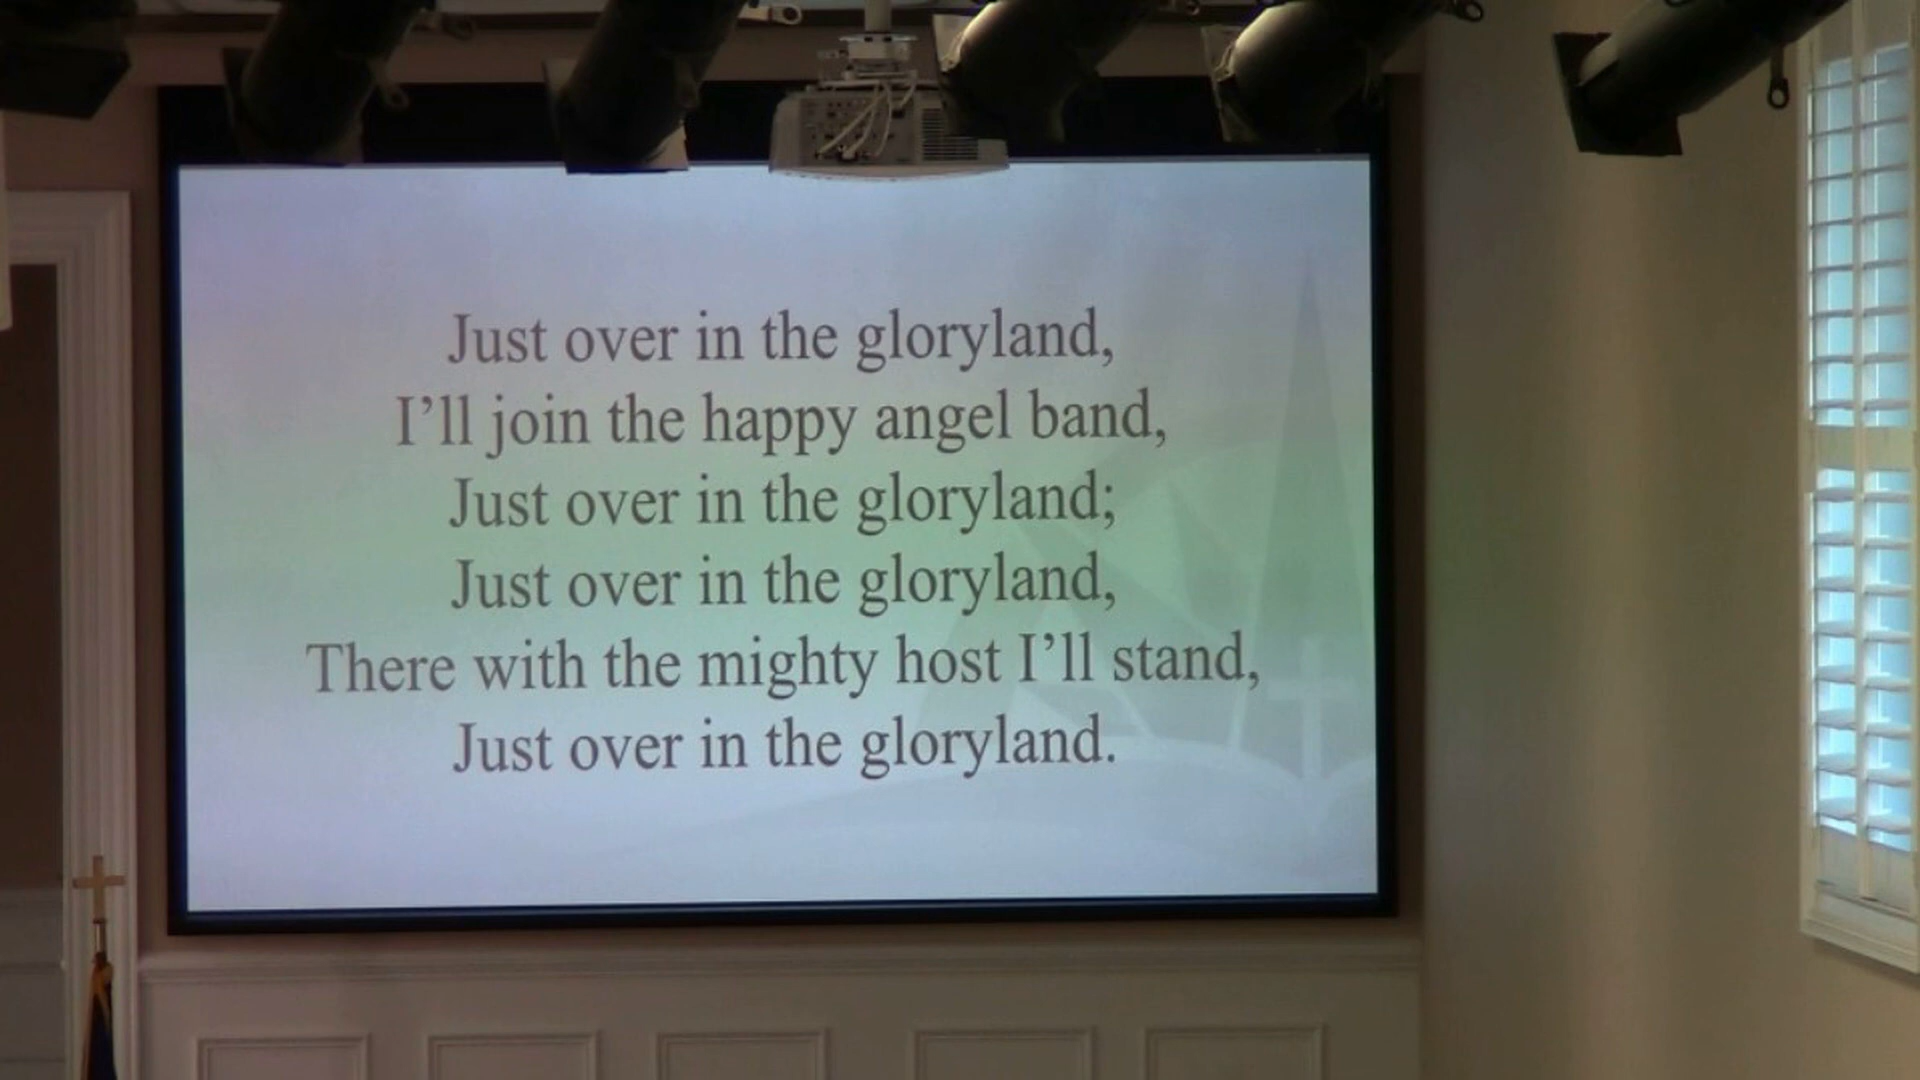 Just over in the gloryland,
I’ll join the happy angel band,
Just over in the gloryland;
Just over in the gloryland,
There with the mighty host I’ll stand,
Just over in the gloryland.